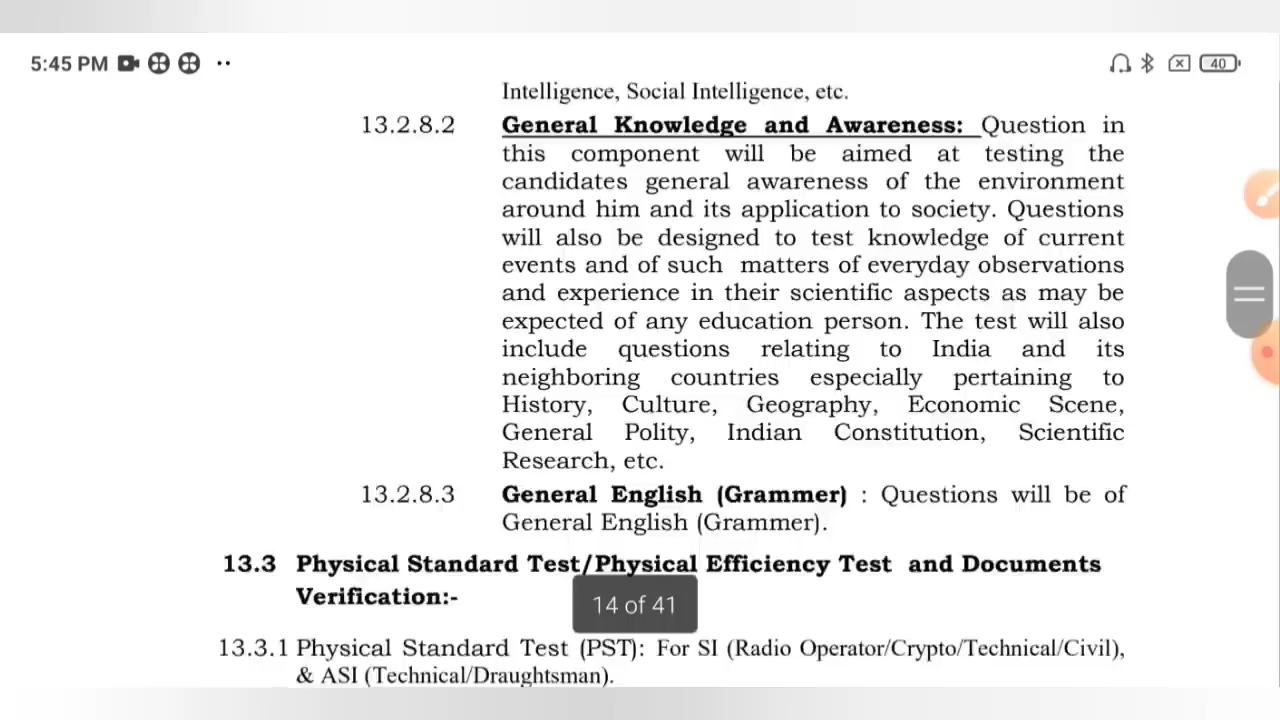 5:45 PM
40
Intelligence, Social Intelligence, etc.
13.2.8.2 General Knowledge and Awareness: Question in
this component will be aimed at testing the
candidates general awareness of the environment
around him and its application to society. Questions
will also be designed to test knowledge of current
events and of such matters of everyday observations
and experience in their scientific aspects as may be
expected of any education person. The test will also
include questions relating to India and its
neighboring countries especially pertaining to
History, Culture, Geography, Economic Scene,
General Polity, Indian Constitution, Scientific
Research, etc.
13.2.8.3 General English (Grammer) : Questions will be of
General English (Grammer).
13.3 Physical Standard Test/Physical Efficiency Test and Documents
Verification:-
14 of 41
13.3.1 Physical Standard Test (PST): For SI (Radio Operator/Crypto/Technical/Civil),
& ASI (Technical/Draughtsman).